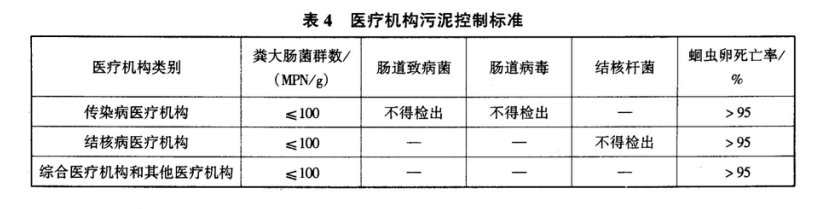 表 4 医疗机构污泥控制标准
医疗机构类别 粪大肠菌群数/(MPN/g) 肠道致病菌 肠道病毒 结核杆菌 蛔虫卵死亡率/%
传染病医疗机构 ≤100 不得检出 不得检出 — >95
结核病医疗机构 ≤100 — — 不得检出 >95
综合医疗机构和其他医疗机构 ≤100 — — — >95